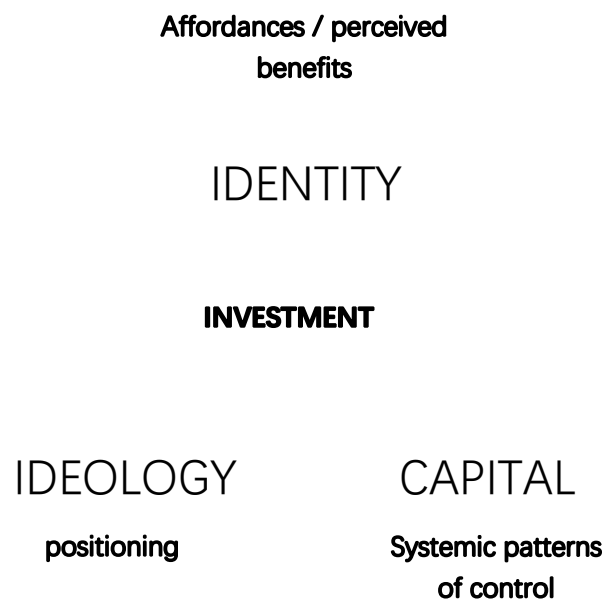 Affordances / perceived
benefits
IDENTITY
INVESTMENT
IDEOLOGY
CAPITAL
positioning
Systemic patterns
of control